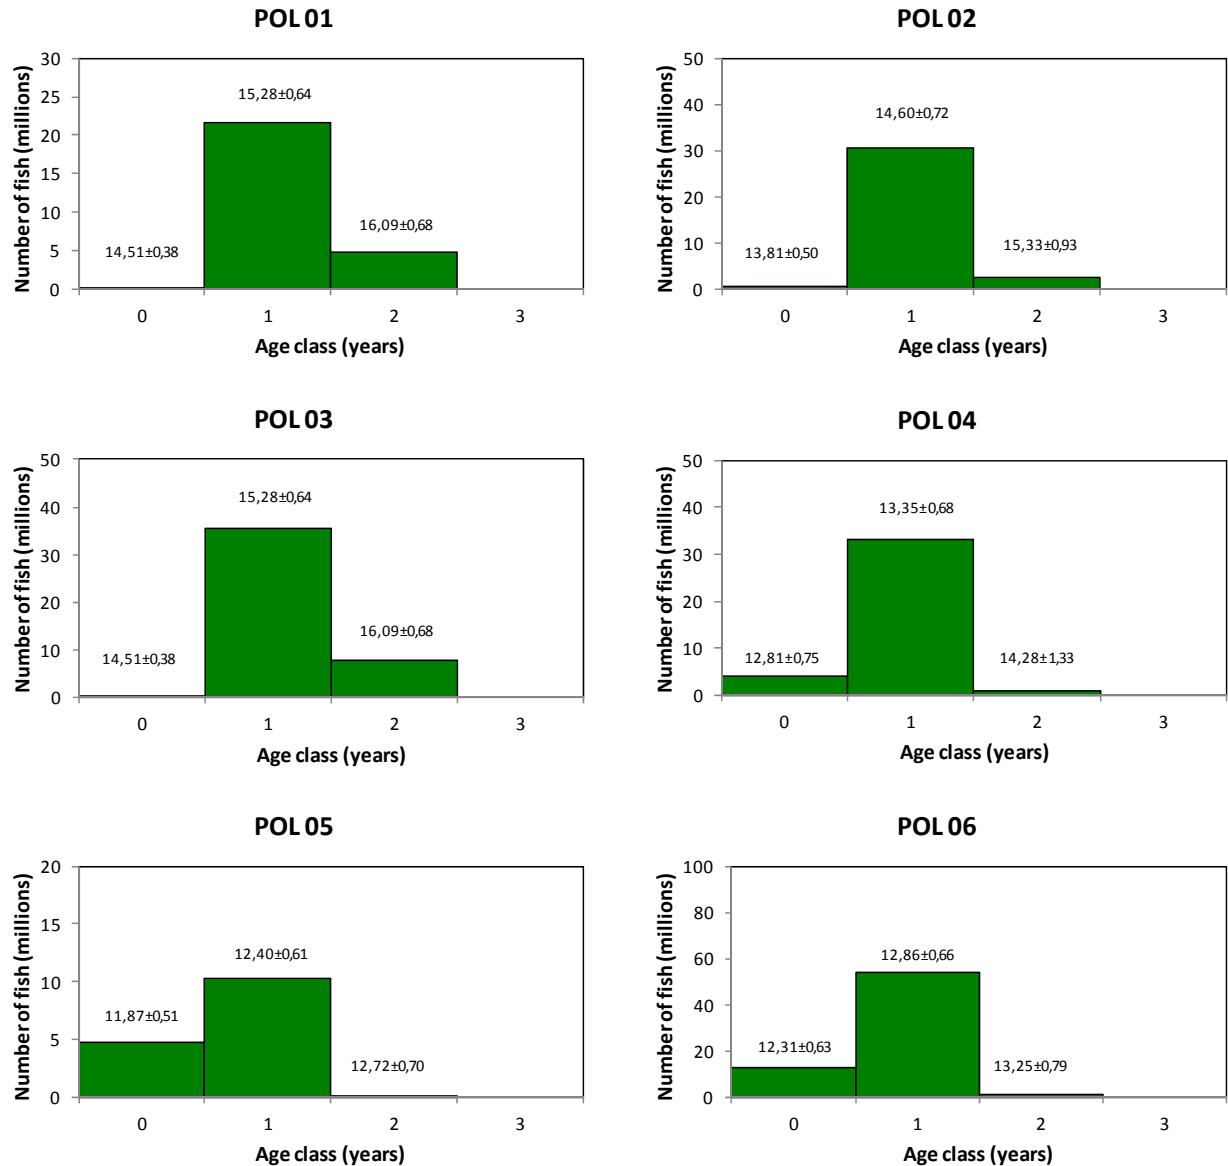 POL 01
Number of fish (millions)
30
25
20
15
10
5
0
14,51±0,38
15,28±0,64
16,09±0,68
0 1 2 3
Age class (years)
POL 02
Number of fish (millions)
50
40
30
20
10
0
13,81±0,50
14,60±0,72
15,33±0,93
0 1 2 3
Age class (years)
POL 03
Number of fish (millions)
50
40
30
20
10
0
14,51±0,38
15,28±0,64
16,09±0,68
0 1 2 3
Age class (years)
POL 04
Number of fish (millions)
50
40
30
20
10
0
12,81±0,75
13,35±0,68
14,28±1,33
0 1 2 3
Age class (years)
POL 05
Number of fish (millions)
20
15
10
5
0
11,87±0,51
12,40±0,61
12,72±0,70
0 1 2 3
Age class (years)
POL 06
Number of fish (millions)
100
80
60
40
20
0
12,31±0,63
12,86±0,66
13,25±0,79
0 1 2 3
Age class (years)